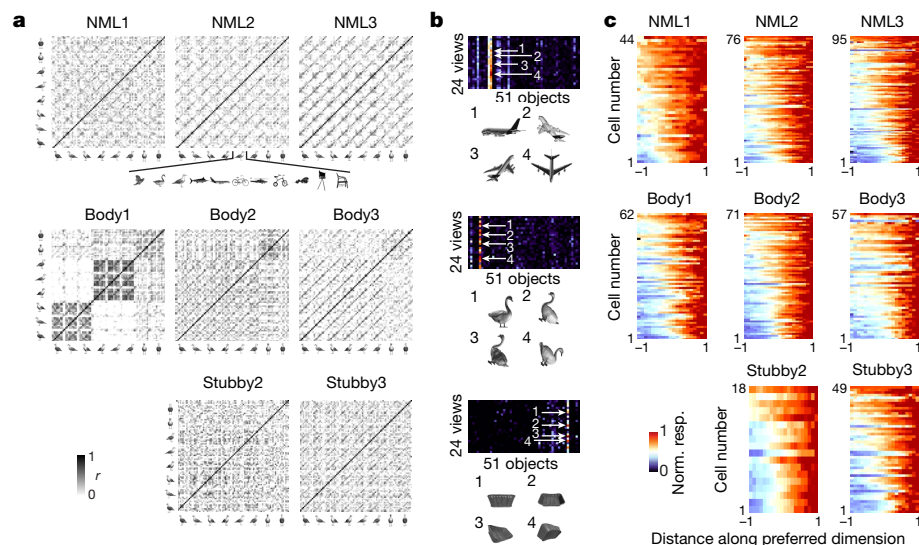 a
NML1 NML2 NML3
Body1 Body2 Body3
Stubby2 Stubby3
1
r
0
b
24 views
1
2
3
4
51 objects
1 2
3 4
24 views
1
2
3
4
51 objects
1 2
3 4
24 views
1
2
3
4
51 objects
1 2
3 4
c
NML1 NML2 NML3
Cell number
44 76 95
1 1 1
−1 1 −1 1 −1 1
Body1 Body2 Body3
Cell number
62 71 57
1 1 1
−1 1 −1 1 −1 1
Stubby2 Stubby3
1
0
Norm. resp.
Cell number
18 49
1 1
−1 1 −1 1
Distance along preferred dimension